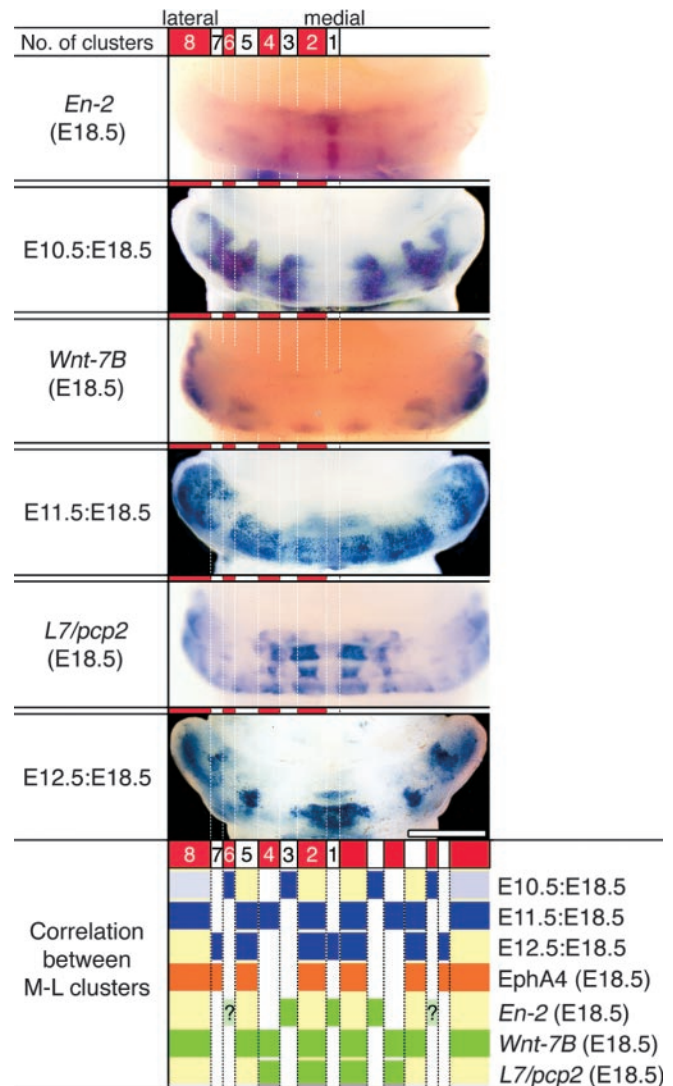 lateral medial
No. of clusters 8 7 6 5 4 3 2 1
En-2
(E18.5)
E10.5:E18.5
Wnt-7B
(E18.5)
E11.5:E18.5
L7/pcp2
(E18.5)
E12.5:E18.5
8 7 6 5 4 3 2 1
Correlation
between
M-L clusters
E10.5:E18.5
E11.5:E18.5
E12.5:E18.5
EphA4 (E18.5)
? ? En-2 (E18.5)
Wnt-7B (E18.5)
L7/pcp2 (E18.5)